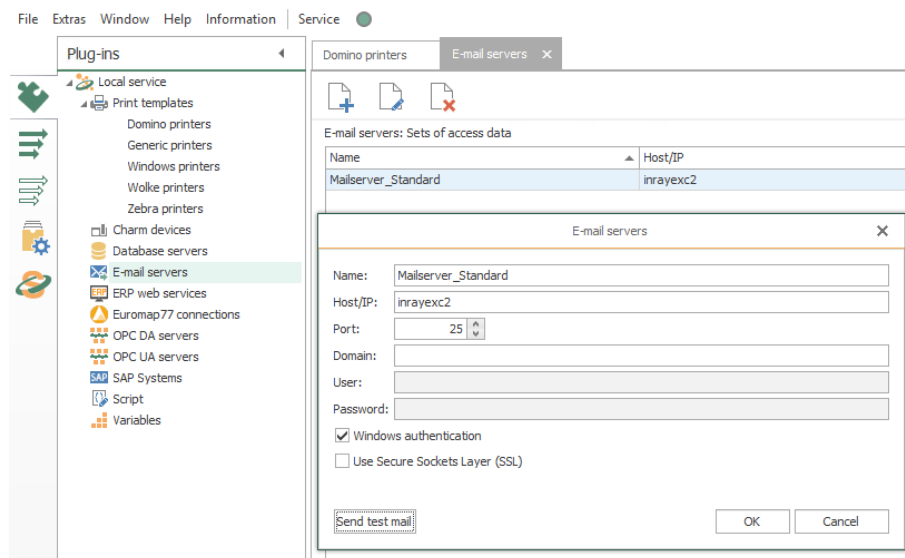 File Extras Window Help Information Service
Plug-ins
Local service
Print templates
Domino printers
Generic printers
Windows printers
Wolke printers
Zebra printers
Charm devices
Database servers
E-mail servers
ERP ERP web services
Euromap77 connections
OPC DA servers
OPC UA servers
SAP SAP Systems
Script
Variables
Domino printers E-mail servers
E-mail servers: Sets of access data
Name Host/IP
Mailserver_Standard inrayexc2
E-mail servers
Name: Mailserver_Standard
Host/IP: inrayexc2
Port: 25
Domain:
User:
Password:
Windows authentication
Use Secure Sockets Layer (SSL)
Send test mail OK Cancel